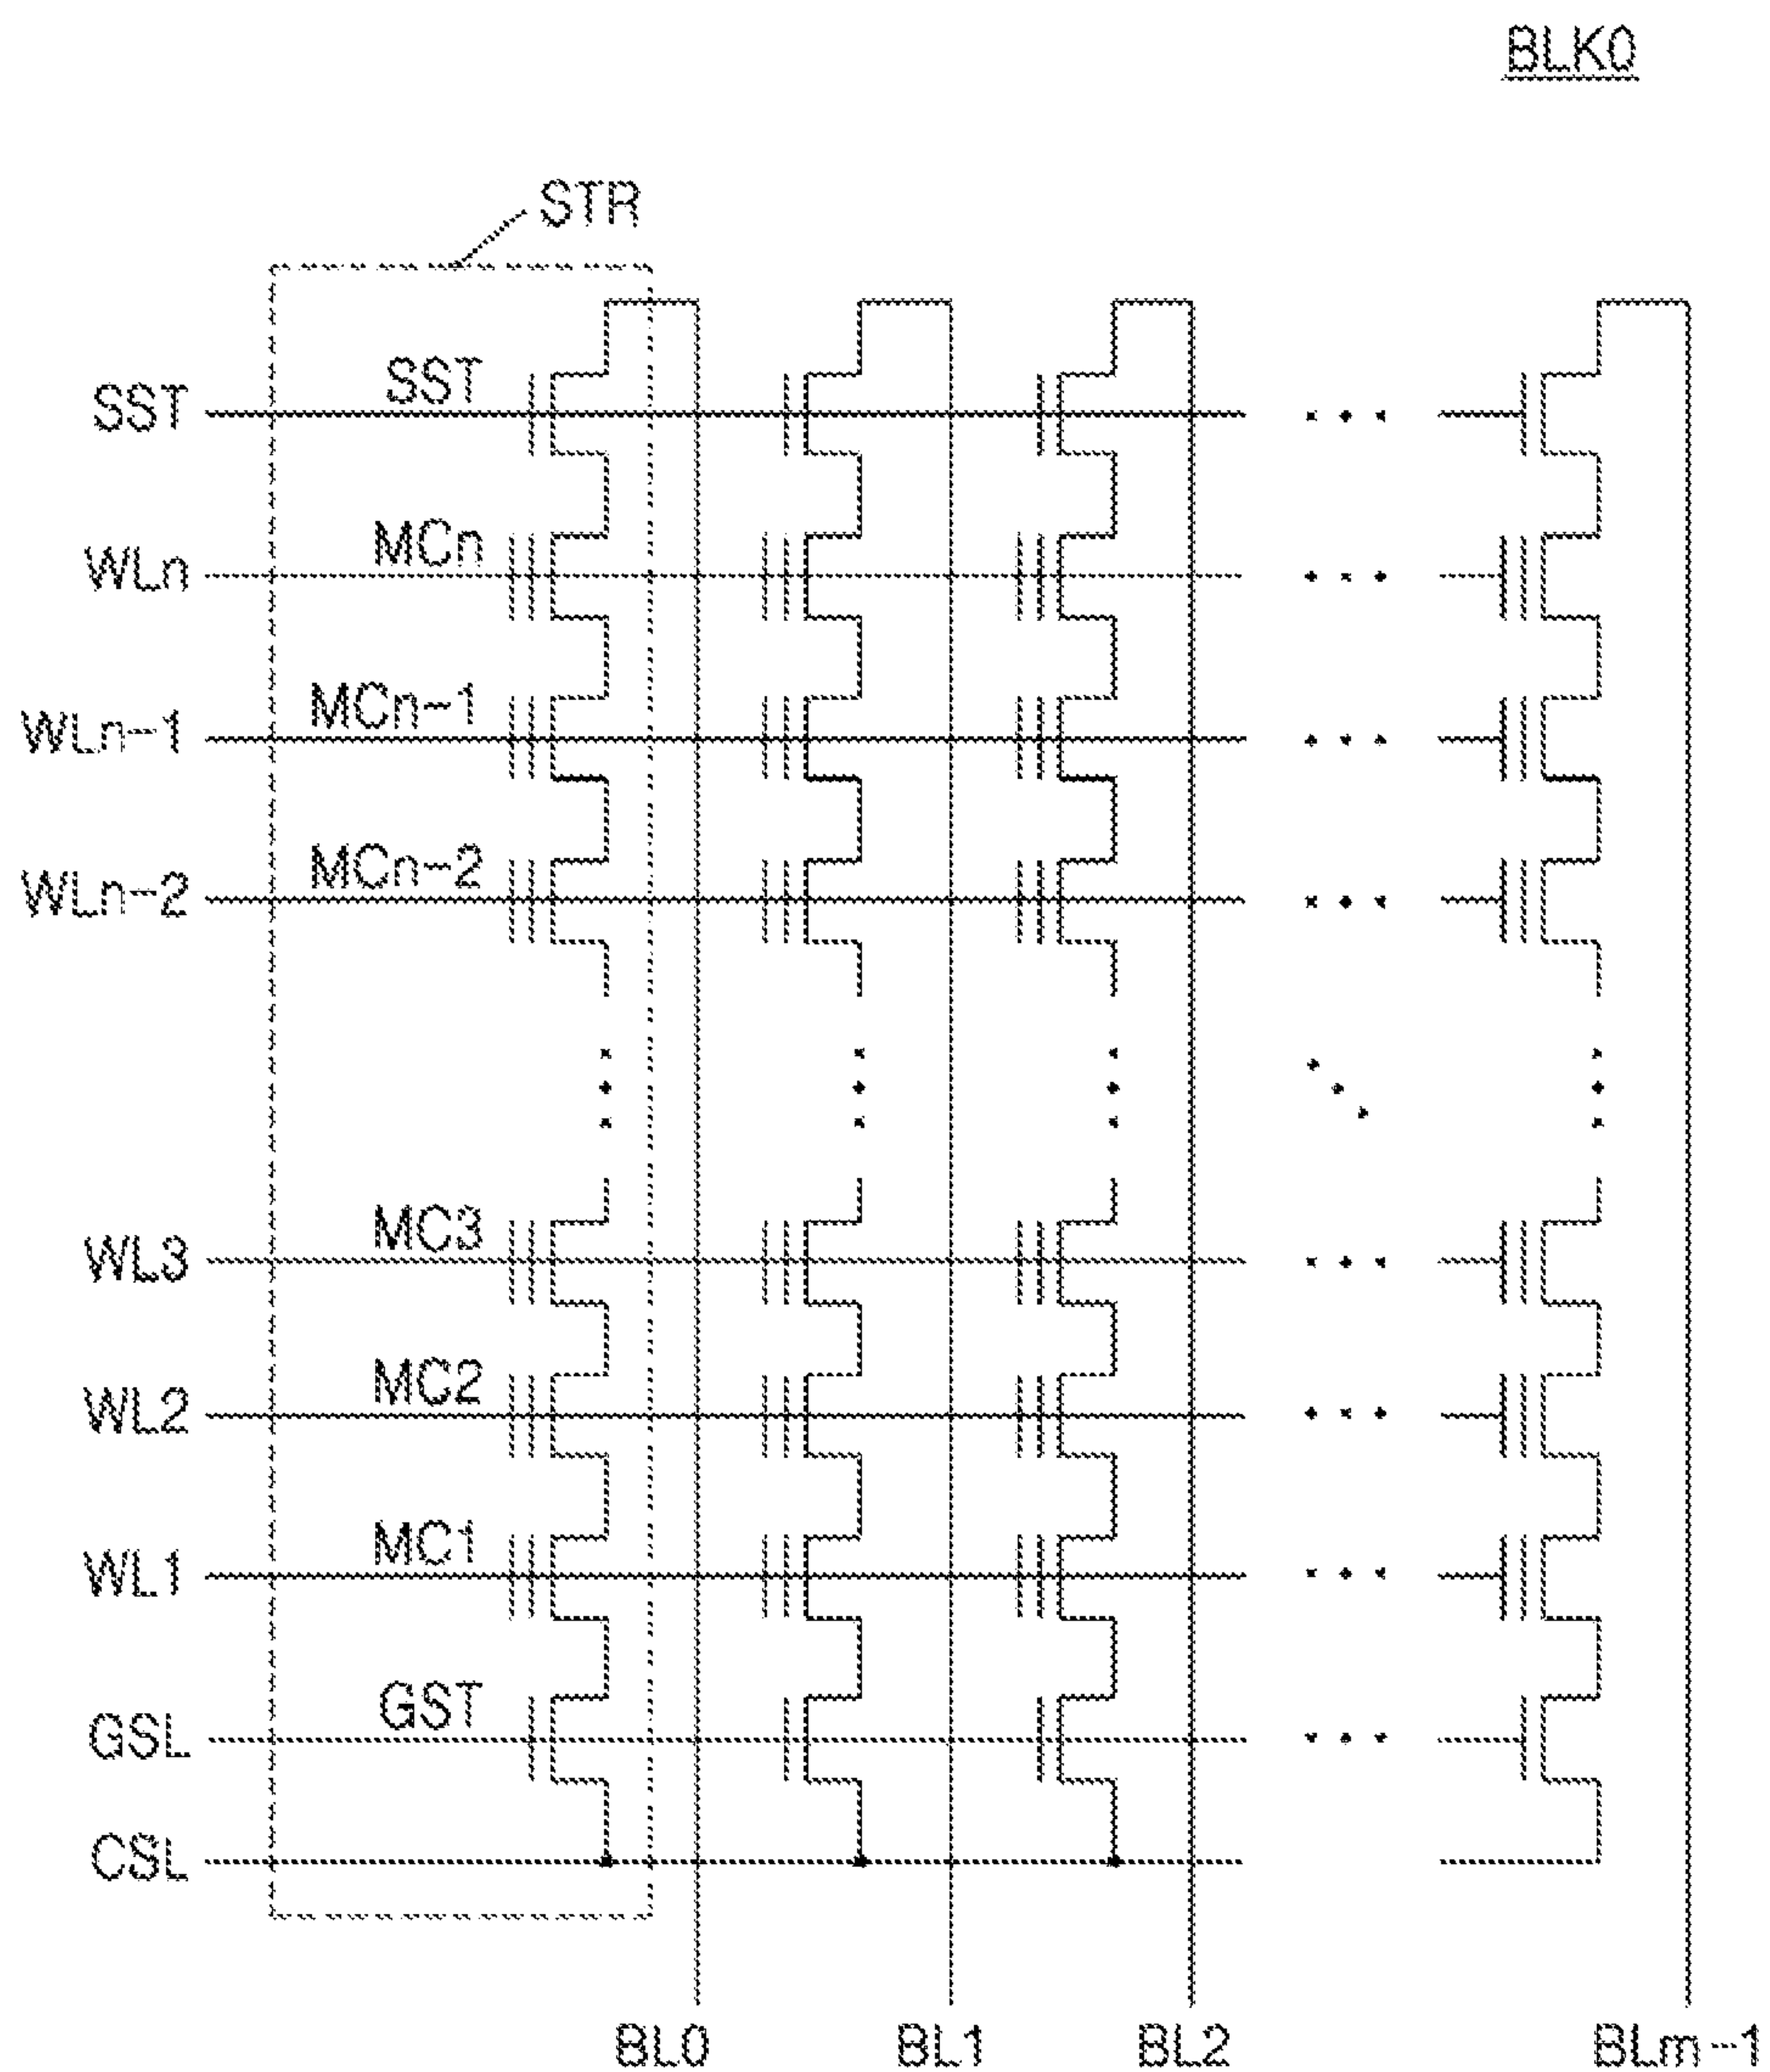 BLK0
STR
SST SST
WLn MCn
WLn-1 MCn-1
WLn-2 MCn-2
WL3 MC3
WL2 MC2
WL1 MC1
GSL GST
CSL
BL0 BL1 BL2 BLm-1